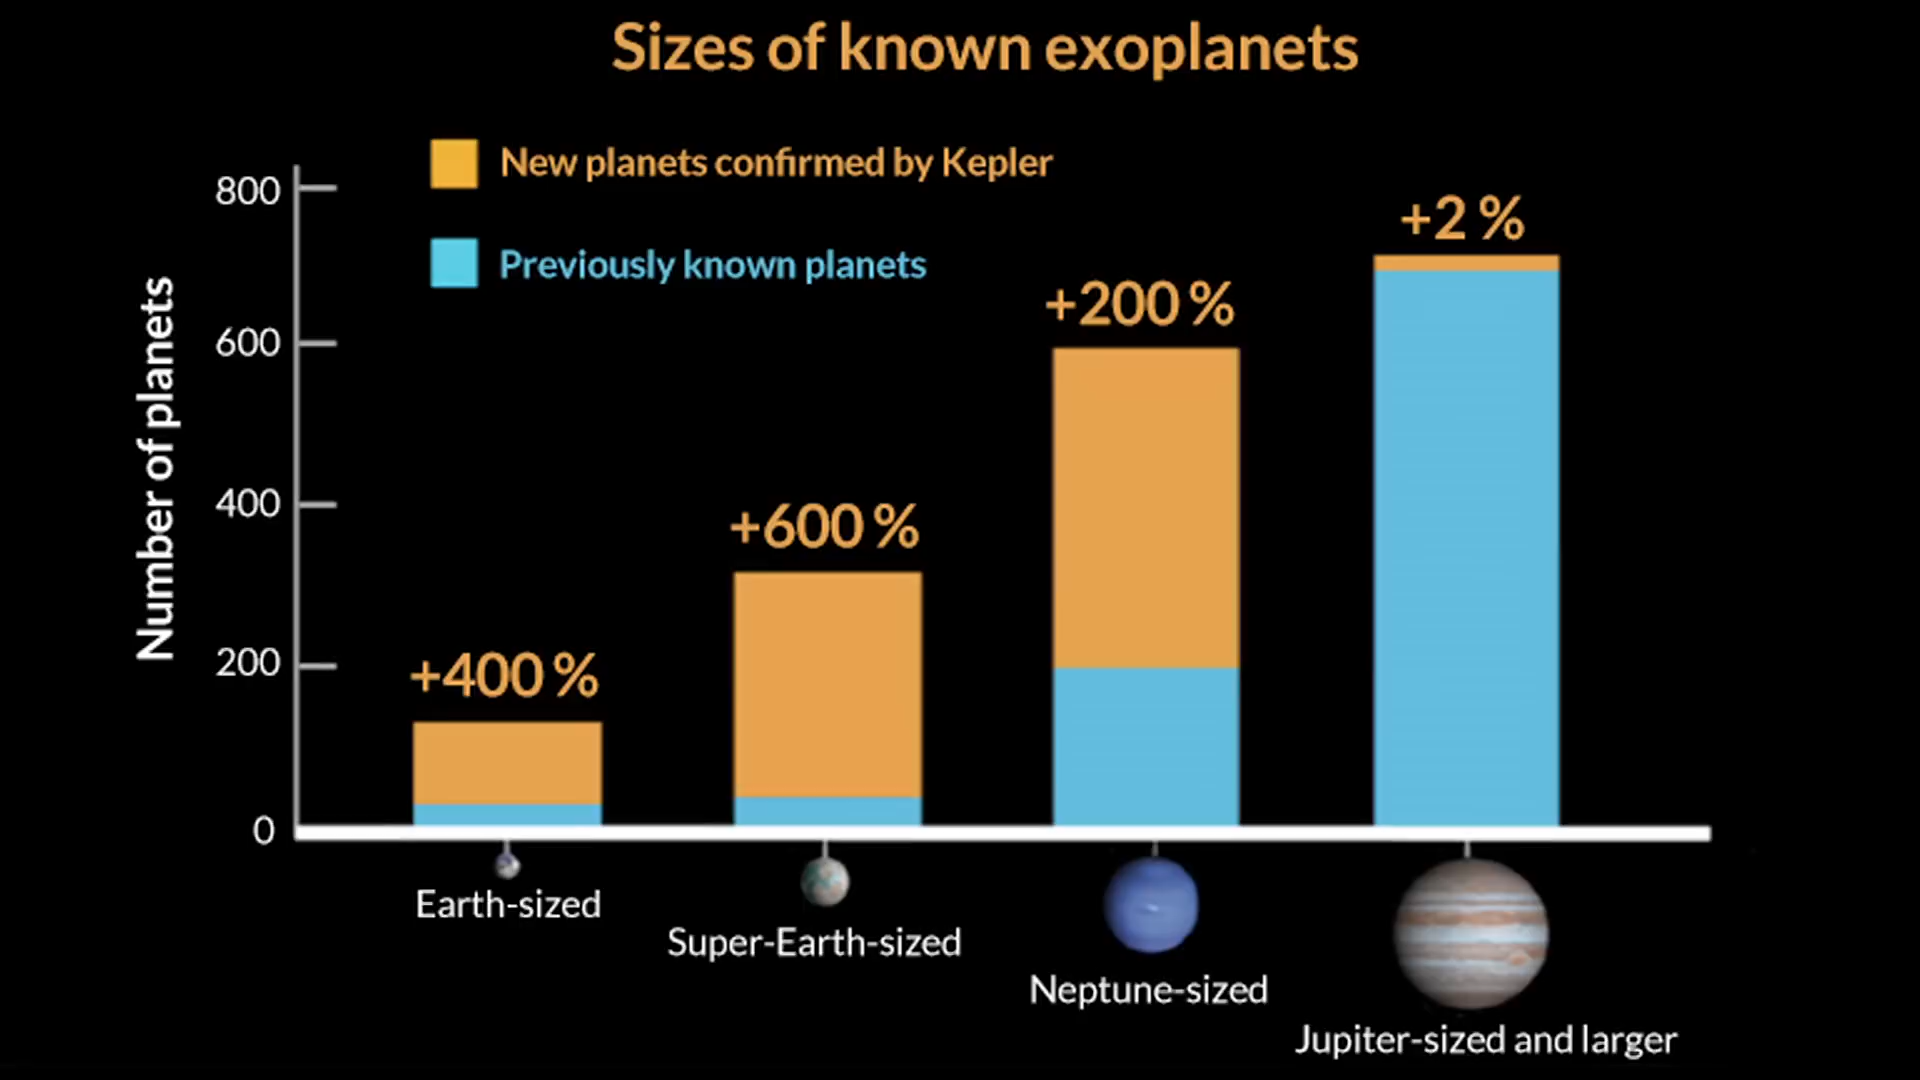 Sizes of known exoplanets
New planets confirmed by Kepler
Previously known planets
Number of planets
800
600
400
200
0
+400 %
+600 %
+200 %
+2 %
Earth-sized
Super-Earth-sized
Neptune-sized
Jupiter-sized and larger